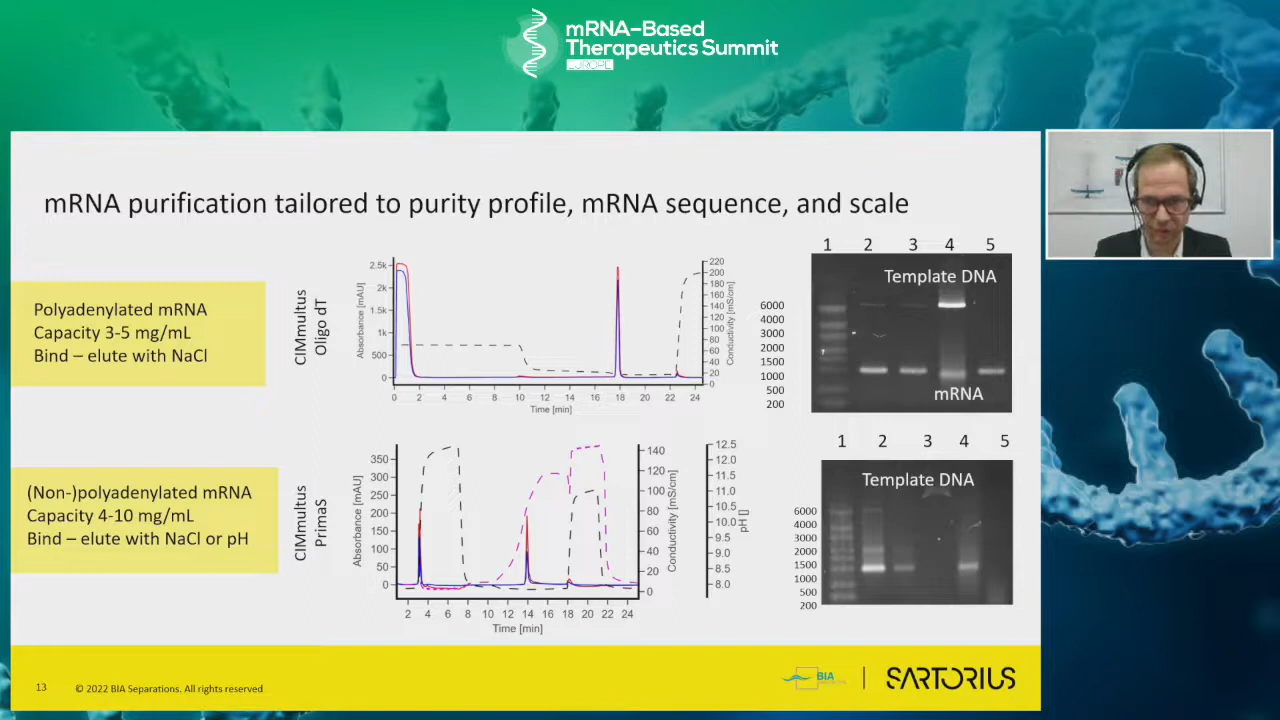 mRNA-Based
Therapeutics Summit
EUROPE
mRNA purification tailored to purity profile, mRNA sequence, and scale
Polyadenylated mRNA
Capacity 3-5 mg/mL
Bind – elute with NaCl
CIMmultus
Oligo dT
Absorbance [mAU]
2.5k
2k
1.5k
1k
500
0
0 2 4 6 8 10 12 14 16 18 20 22 24
Time [min]
220
200
180
160
140
120
100
80
60
40
20
0
Conductivity [mS/cm]
1 2 3 4 5
Template DNA
6000
4000
3000
2000
1500
1000
500
200
mRNA
(Non-)polyadenylated mRNA
Capacity 4-10 mg/mL
Bind – elute with NaCl or pH
CIMmultus
PrimaS
Absorbance [mAU]
350
300
250
200
150
100
50
0
2 4 6 8 10 12 14 16 18 20 22 24
Time [min]
140
120
100
80
60
40
20
0
Conductivity [mS/cm]
12.5
12.0
11.5
11.0
10.5
10.0
9.5
9.0
8.5
8.0
pH []
1 2 3 4 5
Template DNA
6000
4000
3000
2000
1500
1000
500
200
13 © 2022 BIA Separations. All rights reserved
BIA
SARTORIUS